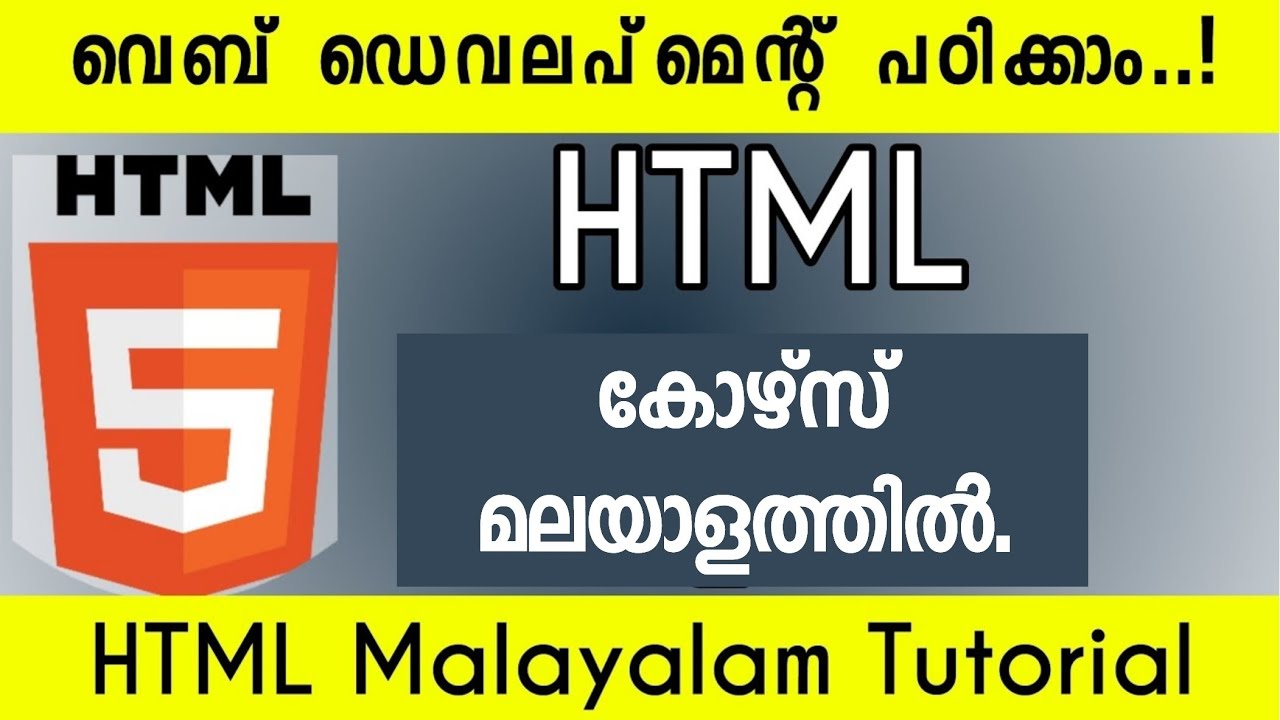 വെബ് ഡെവലപ്മെന്റ് പഠിക്കാം..!
HTML
5
HTML
കോഴ്സ്
മലയാളത്തിൽ.
HTML Malayalam Tutorial